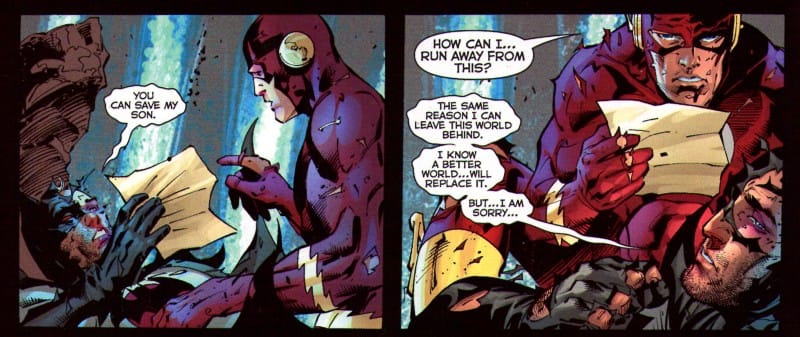 YOU
CAN SAVE MY
SON.
HOW CAN I...
RUN AWAY FROM
THIS?
THE SAME
REASON I CAN
LEAVE THIS WORLD
BEHIND.
I KNOW
A BETTER
WORLD...WILL
REPLACE IT.
BUT...I AM
SORRY...